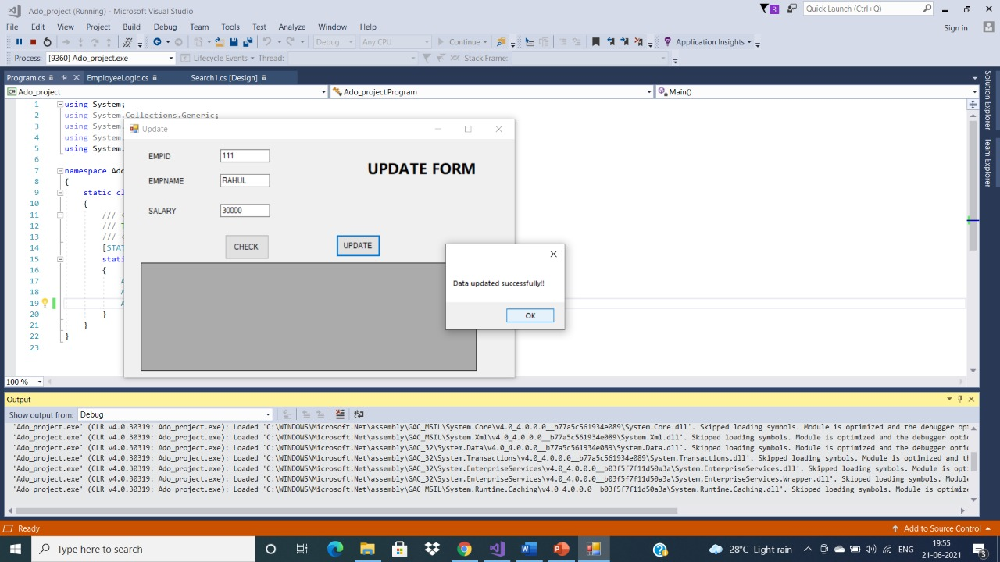 Ado_project (Running) - Microsoft Visual Studio
3
Quick Launch (Ctrl+Q)
File Edit View Project Build Debug Team Tools Test Analyze Window Help
Sign in
Debug Any CPU Continue Application Insights
Process: [9360] Ado_project.exe Lifecycle Events Thread: Stack Frame:
Program.cs EmployeeLogic.cs Search1.cs [Design]
Ado_project Ado_project.Program Main()
Solution Explorer
Team Explorer
1 using System;
2 using System.Collections.Generic;
3 using System.
4 using System.
5 using System.
6
7 namespace Ado
8 {
9 static cl
10 {
11 /// <
12 /// T
13 /// <
14 [STAT
15 stati
16 {
17 A
18 A
19 A
20 }
21 }
22 }
23
Update
EMPID 111
UPDATE FORM
EMPNAME RAHUL
SALARY 30000
CHECK UPDATE
Data updated successfully!!
OK
100 %
Output
Show output from: Debug
'Ado_project.exe' (CLR v4.0.30319: Ado_project.exe): Loaded 'C:\WINDOWS\Microsoft.Net\assembly\GAC_MSIL\System.Core\v4.0_4.0.0.0__b77a5c561934e089\System.Core.dll'. Skipped loading symbols. Module is optimized and the debugger opt
'Ado_project.exe' (CLR v4.0.30319: Ado_project.exe): Loaded 'C:\WINDOWS\Microsoft.Net\assembly\GAC_MSIL\System.Xml\v4.0_4.0.0.0__b77a5c561934e089\System.Xml.dll'. Skipped loading symbols. Module is optimized and the debugger optic
'Ado_project.exe' (CLR v4.0.30319: Ado_project.exe): Loaded 'C:\WINDOWS\Microsoft.Net\assembly\GAC_32\System.Data\v4.0_4.0.0.0__b77a5c561934e089\System.Data.dll'. Skipped loading symbols. Module is optimized and the debugger opti
'Ado_project.exe' (CLR v4.0.30319: Ado_project.exe): Loaded 'C:\WINDOWS\Microsoft.Net\assembly\GAC_32\System.Transactions\v4.0_4.0.0.0__b77a5c561934e089\System.Transactions.dll'. Skipped loading symbols. Module is optimized and th
'Ado_project.exe' (CLR v4.0.30319: Ado_project.exe): Loaded 'C:\WINDOWS\Microsoft.Net\assembly\GAC_32\System.EnterpriseServices\v4.0_4.0.0.0__b03f5f7f11d50a3a\System.EnterpriseServices.dll'. Skipped loading symbols. Module is opt
'Ado_project.exe' (CLR v4.0.30319: Ado_project.exe): Loaded 'C:\WINDOWS\Microsoft.Net\assembly\GAC_32\System.EnterpriseServices\v4.0_4.0.0.0__b03f5f7f11d50a3a\System.EnterpriseServices.Wrapper.dll'. Skipped loading symbols. Modul
'Ado_project.exe' (CLR v4.0.30319: Ado_project.exe): Loaded 'C:\WINDOWS\Microsoft.Net\assembly\GAC_MSIL\System.Runtime.Caching\v4.0_4.0.0.0__b03f5f7f11d50a3a\System.Runtime.Caching.dll'. Skipped loading symbols. Module is optimize
Ready
Add to Source Control
Type here to search
28°C Light rain
ENG
19:55
21-06-2021
3